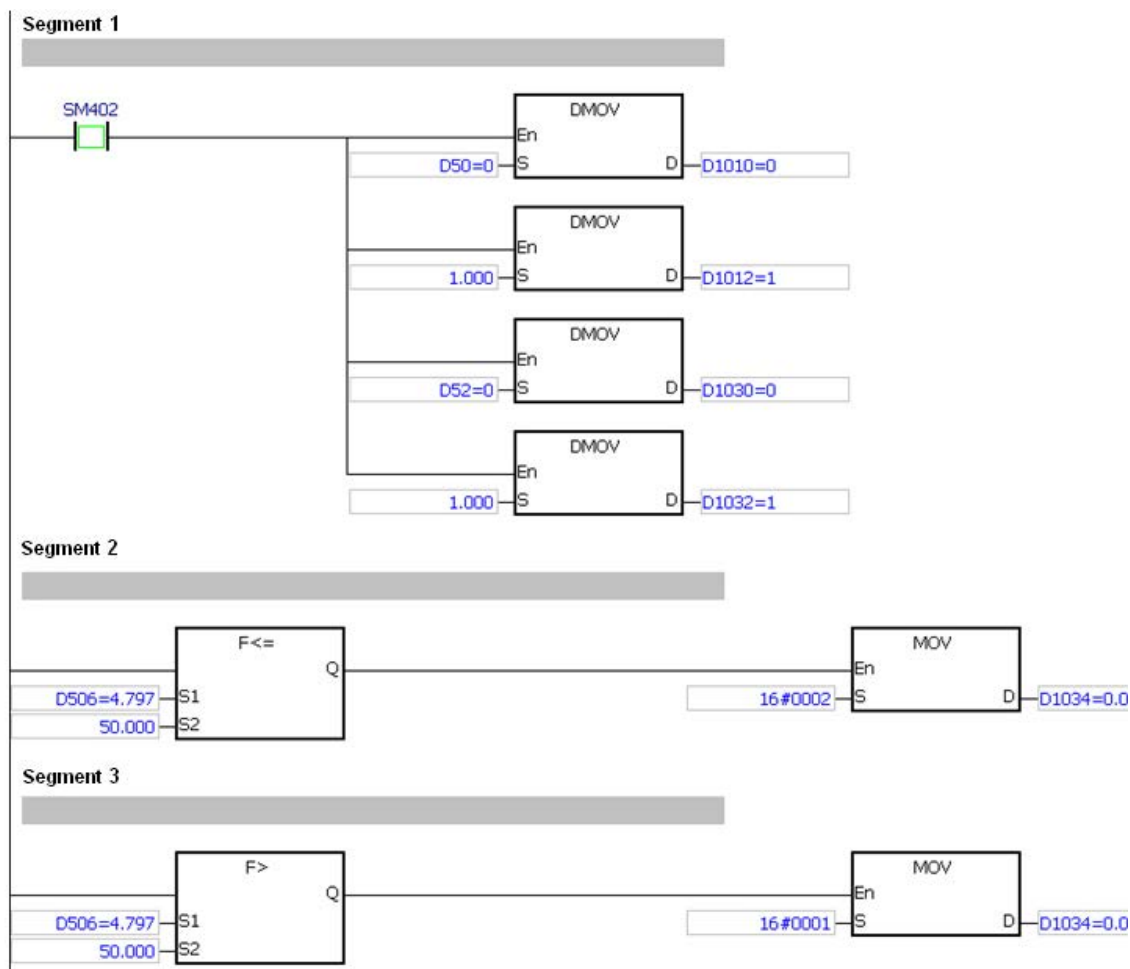 Segment 1
SM402
DMOV
En
D50=0 S D D1010=0
DMOV
En
1.000 S D D1012=1
DMOV
En
D52=0 S D D1030=0
DMOV
En
1.000 S D D1032=1
Segment 2
F<= MOV
Q En
D506=4.797 S1 16#0002 S D D1034=0.0
50.000 S2
Segment 3
F> MOV
Q En
D506=4.797 S1 16#0001 S D D1034=0.0
50.000 S2